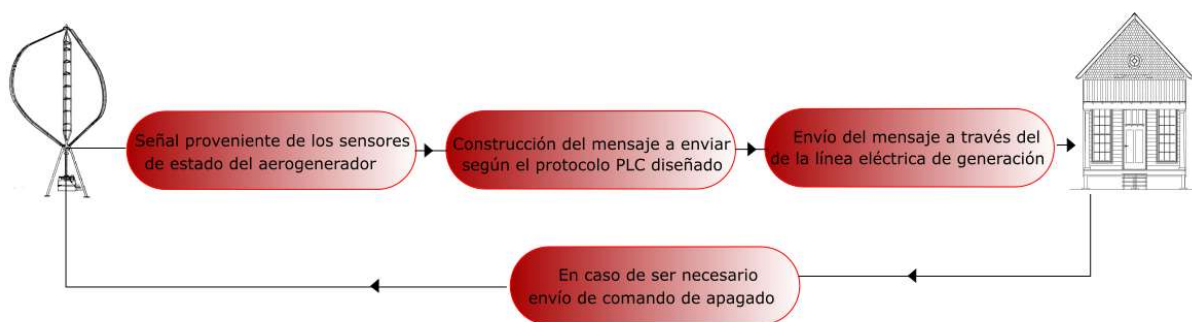 Señal proveniente de los sensores
de estado del aerogenerador
Construcción del mensaje a enviar
según el protocolo PLC diseñado
Envío del mensaje a través del
de la línea eléctrica de generación
En caso de ser necesario
envío de comando de apagado